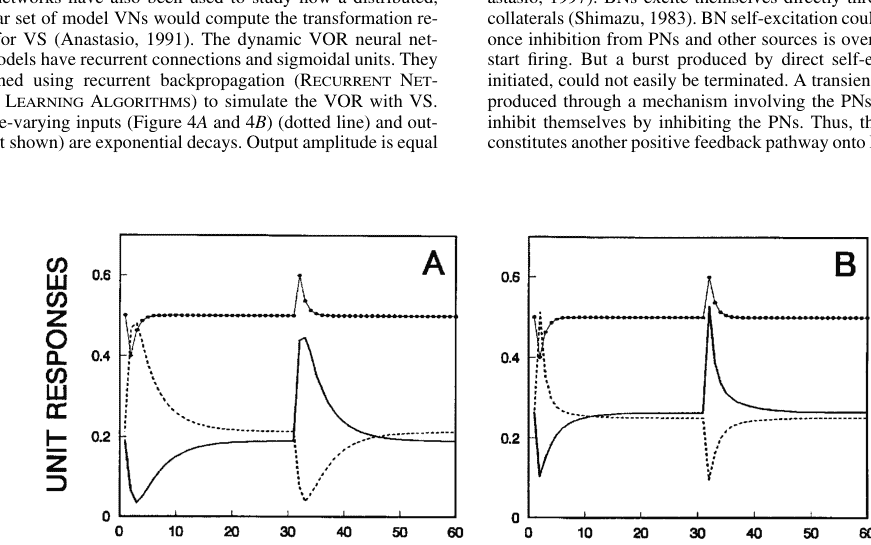 etworks have also been used to study how a distributed,
ar set of model VNs would compute the transformation re-
for VS (Anastasio, 1991). The dynamic VOR neural net-
odels have recurrent connections and sigmoidal units. They
ned using recurrent backpropagation (RECURRENT NET-
LEARNING ALGORITHMS) to simulate the VOR with VS.
e-varying inputs (Figure 4A and 4B) (dotted line) and out-
t shown) are exponential decays. Output amplitude is equal
astasio, 1997). BNs excite themselves directly thro
collaterals (Shimazu, 1983). BN self-excitation coul
once inhibition from PNs and other sources is over
start firing. But a burst produced by direct self-e
initiated, could not easily be terminated. A transien
produced through a mechanism involving the PNs
inhibit themselves by inhibiting the PNs. Thus, th
constitutes another positive feedback pathway onto
UNIT RESPONSES
A
0.6
0.4
0.2
0
0 10 20 30 40 50 60
B
0.6
0.4
0.2
0
0 10 20 30 40 50 60